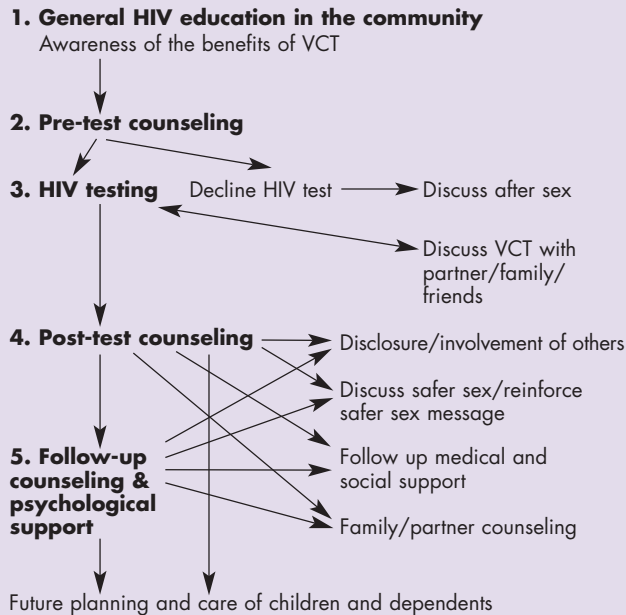 1. General HIV education in the community
Awareness of the benefits of VCT
2. Pre-test counseling
3. HIV testing
Decline HIV test
Discuss after sex
Discuss VCT with
partner/family/
friends
4. Post-test counseling
Disclosure/involvement of others
Discuss safer sex/reinforce
safer sex message
5. Follow-up
counseling &
psychological
support
Follow up medical and
social support
Family/partner counseling
Future planning and care of children and dependents